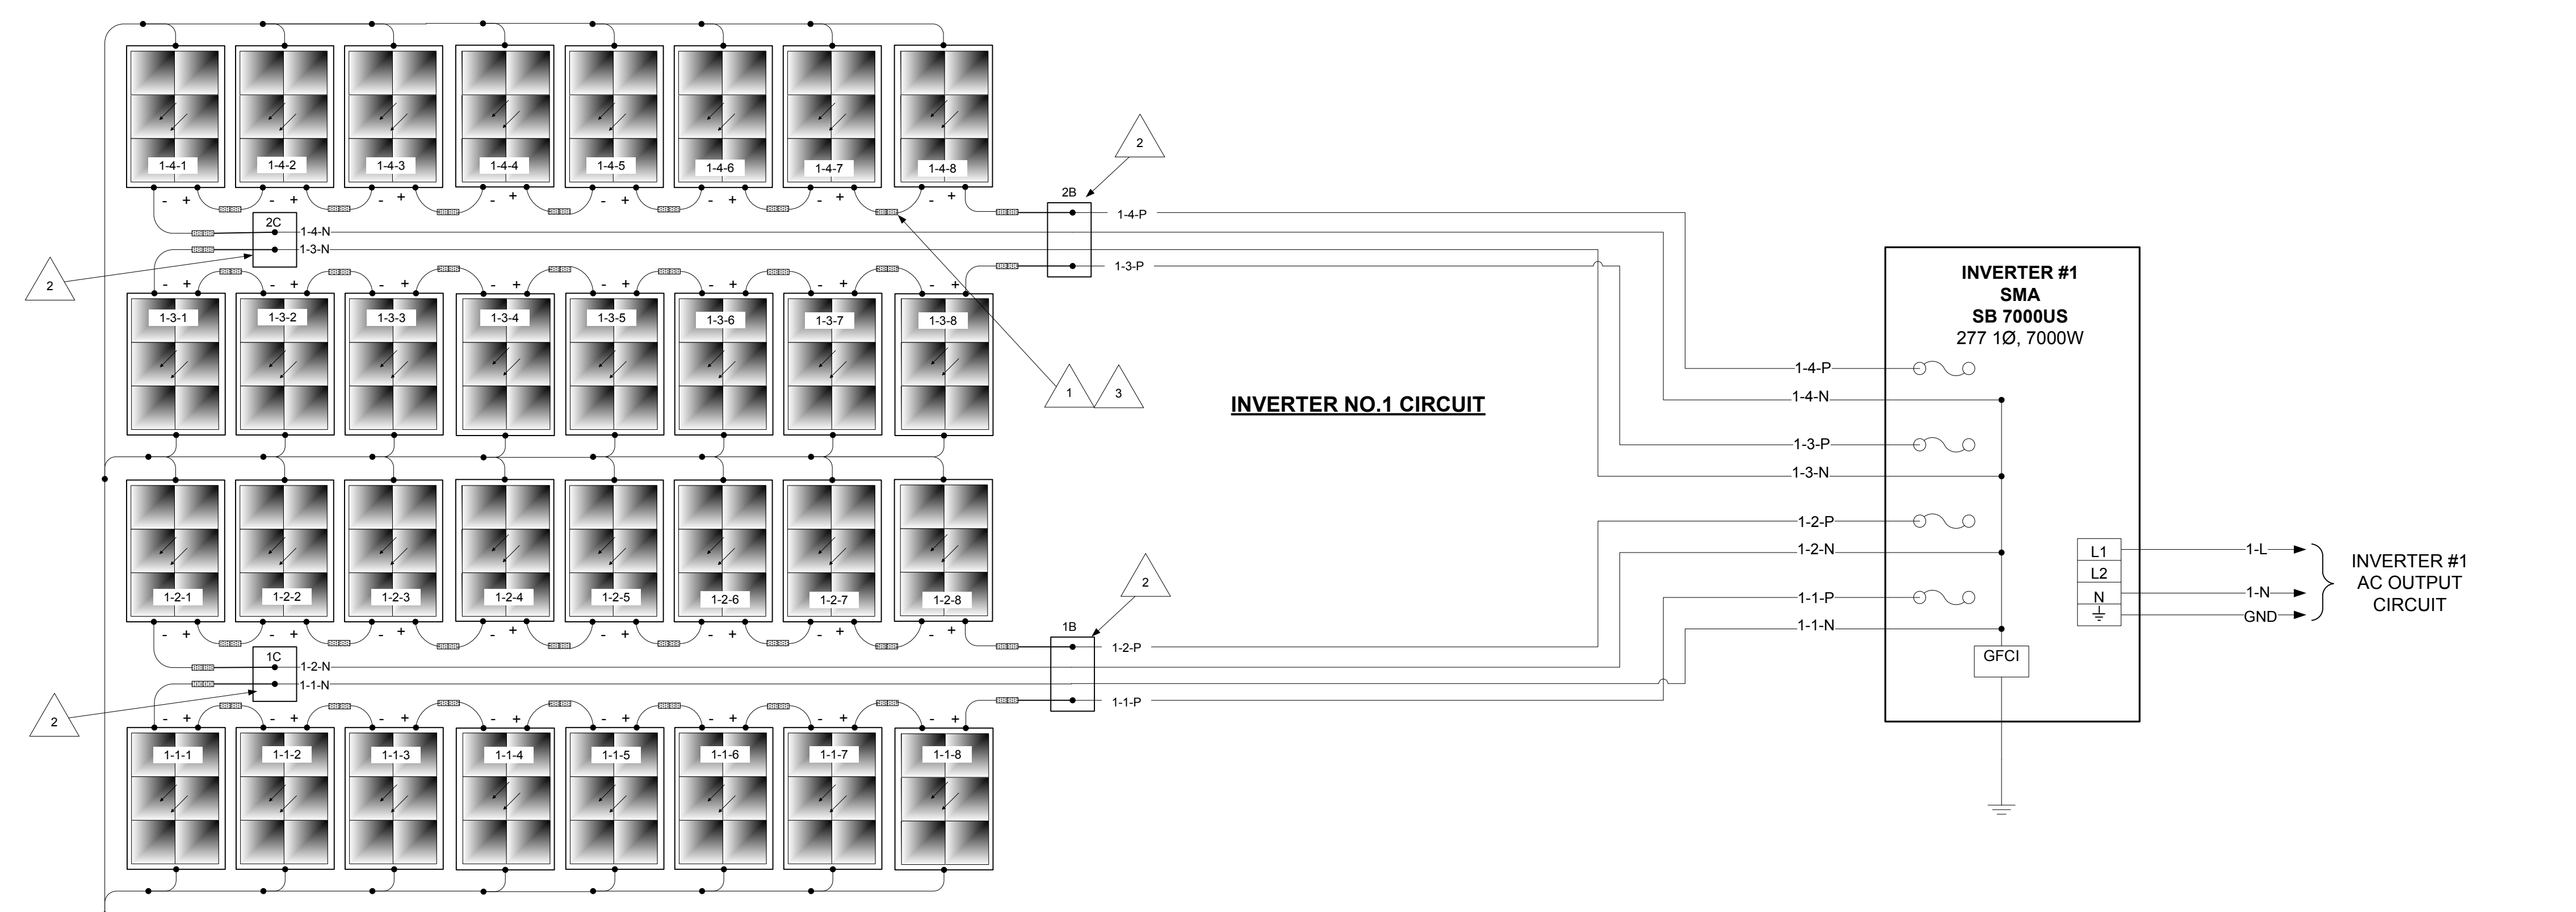 1-4-1
1-4-2
1-4-3
1-4-4
1-4-5
1-4-6
1-4-7
1-4-8
- + - + - + - + - + - + - + - +
2
2B
1-4-P
2C
1-4-N
1-3-N
1-3-P
2
- + - + - + - + - + - + - + - +
1-3-1
1-3-2
1-3-3
1-3-4
1-3-5
1-3-6
1-3-7
1-3-8
1
3
INVERTER NO.1 CIRCUIT
INVERTER #1
SMA
SB 7000US
277 1Ø, 7000W
1-4-P
1-4-N
1-3-P
1-3-N
1-2-P
1-2-N
1-1-P
1-1-N
GFCI
L1
L2
N
1-L
1-N
GND
INVERTER #1
AC OUTPUT
CIRCUIT
1-2-1
1-2-2
1-2-3
1-2-4
1-2-5
1-2-6
1-2-7
1-2-8
- + - + - + - + - + - + - + - +
2
1B
1-2-P
1C
1-2-N
1-1-N
1-1-P
2
- + - + - + - + - + - + - + - +
1-1-1
1-1-2
1-1-3
1-1-4
1-1-5
1-1-6
1-1-7
1-1-8